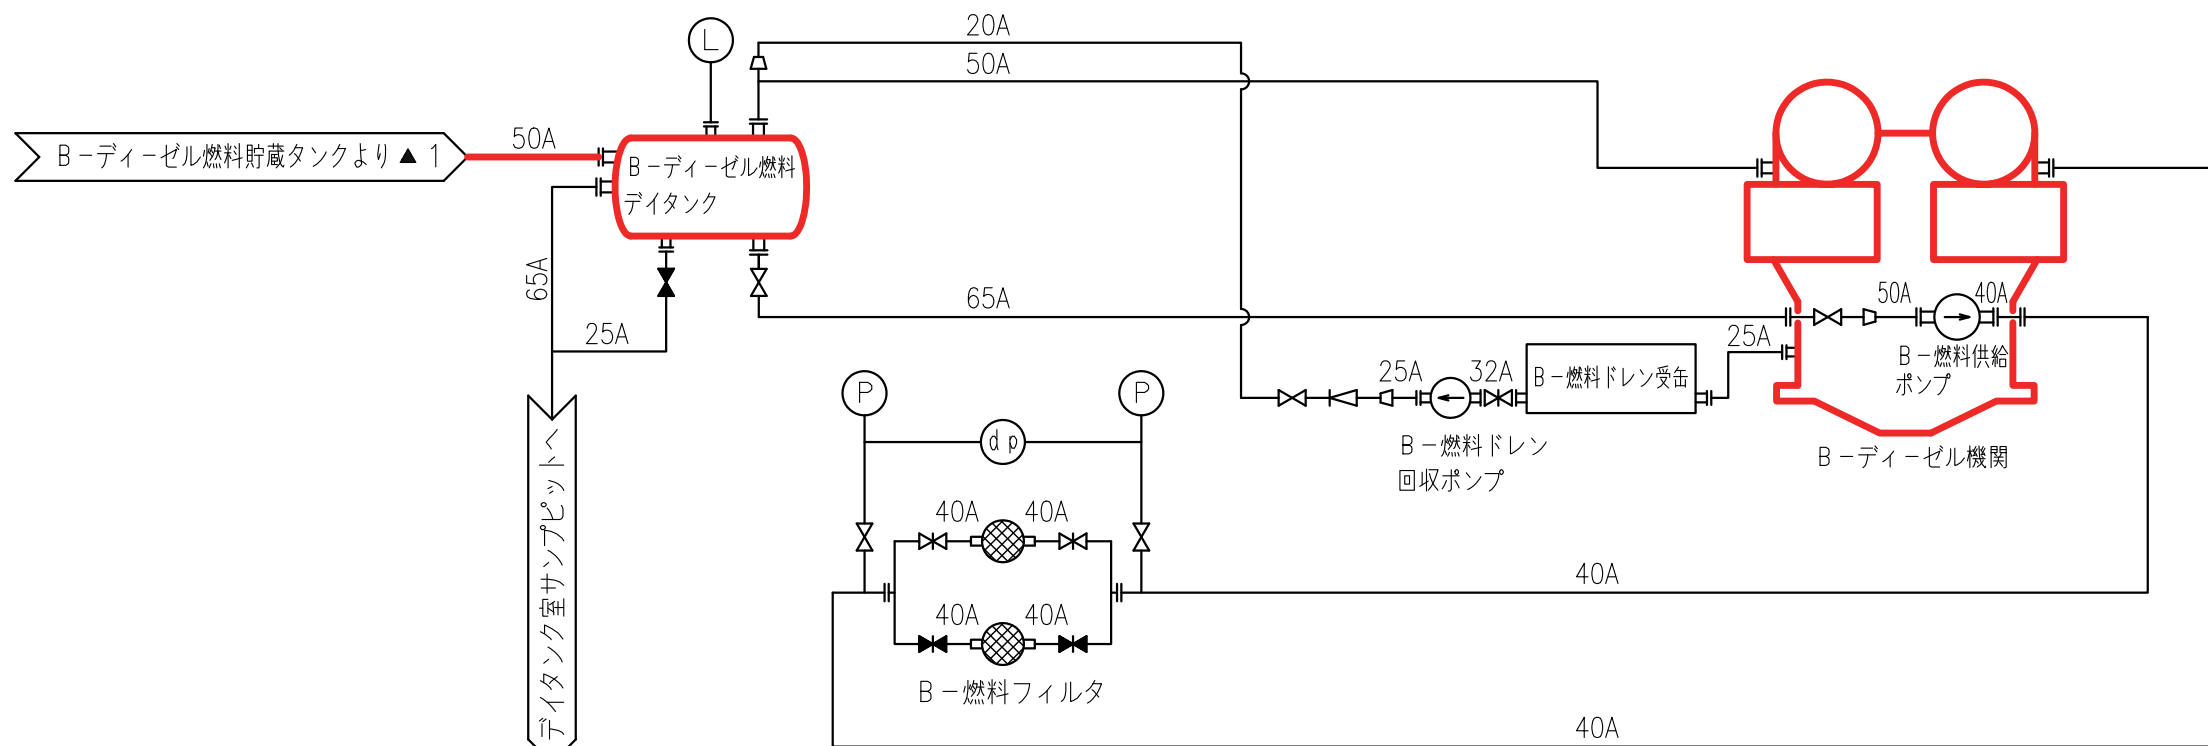 L
20A
50A
50A
B－ディーゼル燃料貯蔵タンクより ▲ 1
B－ディーゼル燃料
デイタンク
65A
25A
65A
50A
40A
B－燃料供給
ポンプ
25A
P
P
dp
25A
32A
B－燃料ドレン受缶
B－燃料ドレン
回収ポンプ
B－ディーゼル機関
デイタンク室サンプピットへ
40A
40A
40A
40A
40A
B－燃料フィルタ
40A